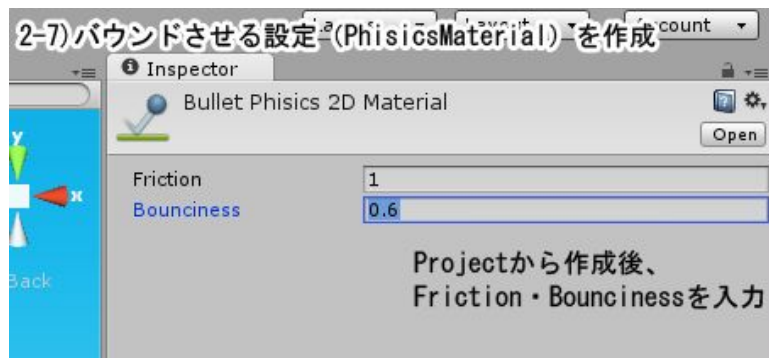 2-7)バウンドさせる設定 (PhisicsMaterial) を作成
Inspector
Bullet Phisics 2D Material
Open
y
x
Friction
1
Bounciness
0.6
Back
Projectから作成後、
Friction・Bouncinessを入力